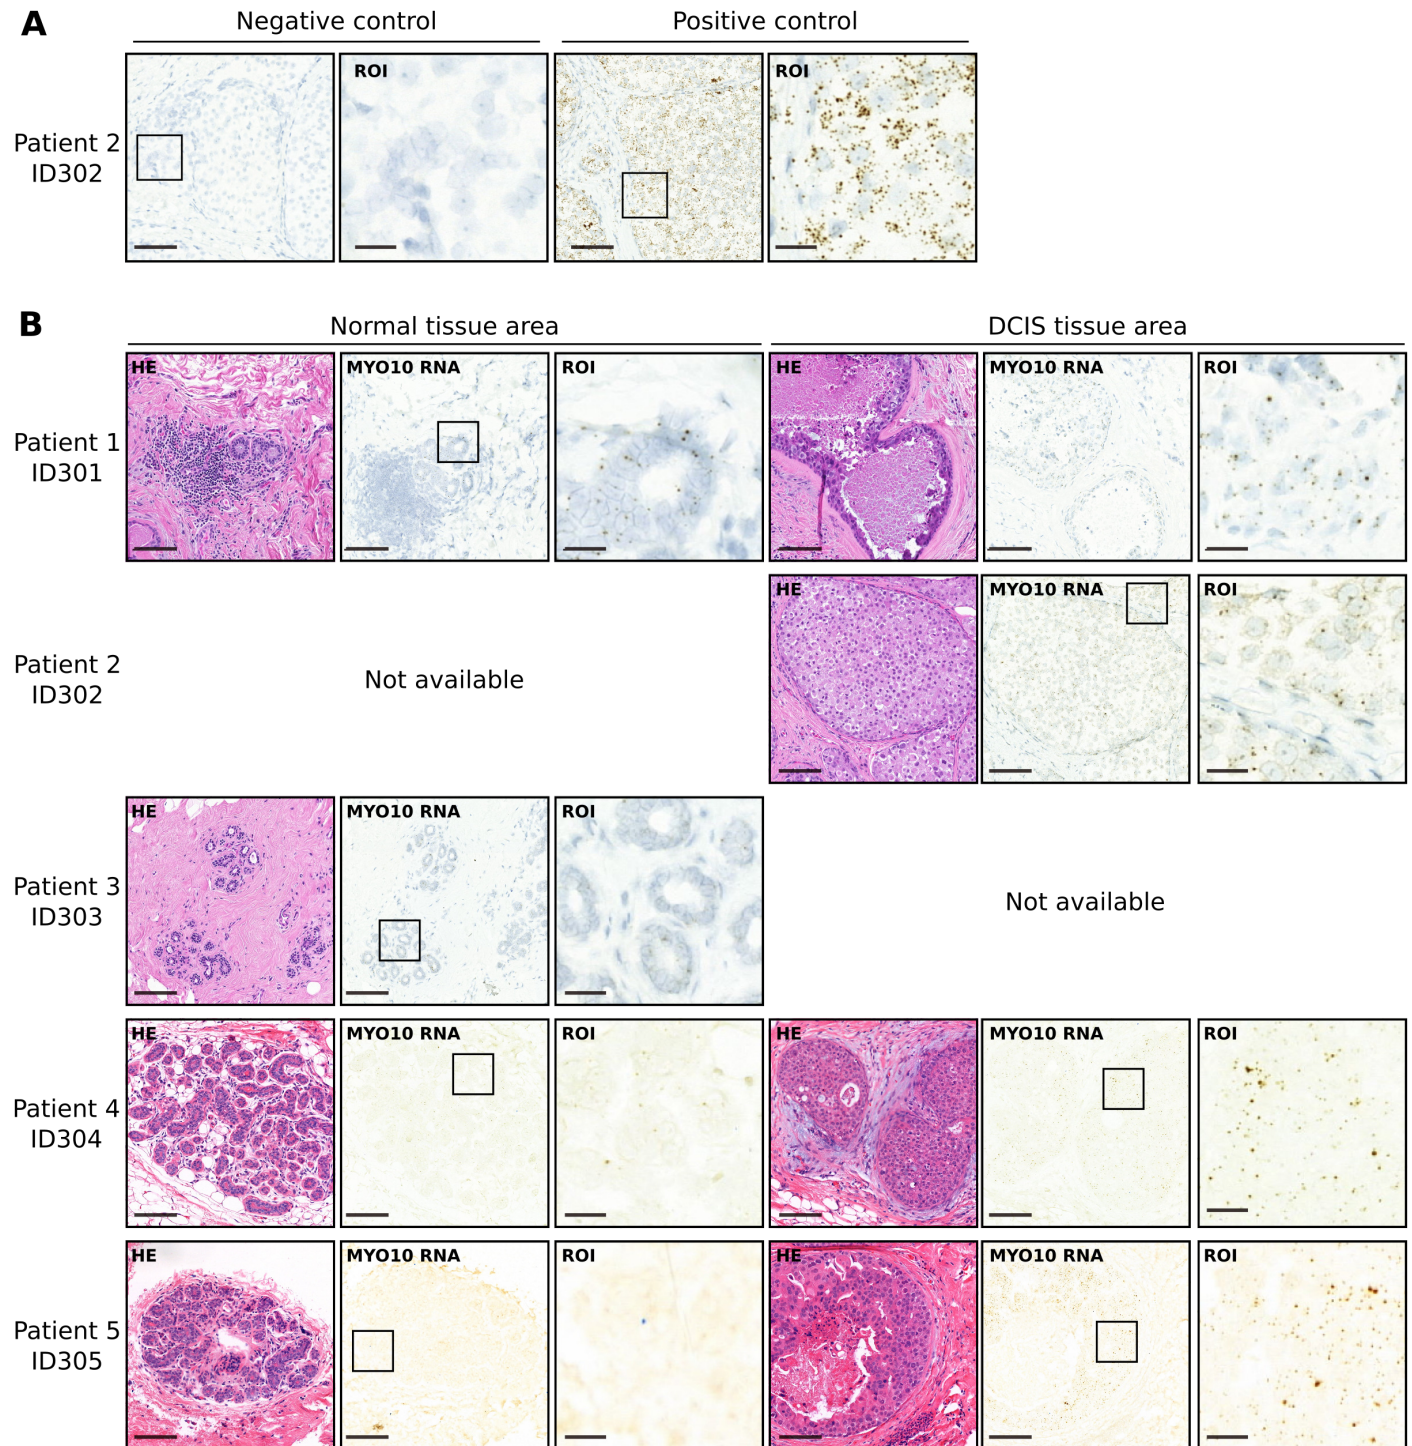 A
Negative control
Positive control
Patient 2
ID302
ROI
ROI
B
Normal tissue area
DCIS tissue area
Patient 1
ID301
HE
MYO10 RNA
ROI
HE
MYO10 RNA
ROI
Patient 2
ID302
Not available
HE
MYO10 RNA
ROI
Patient 3
ID303
HE
MYO10 RNA
ROI
Not available
Patient 4
ID304
HE
MYO10 RNA
ROI
HE
MYO10 RNA
ROI
Patient 5
ID305
HE
MYO10 RNA
ROI
HE
MYO10 RNA
ROI